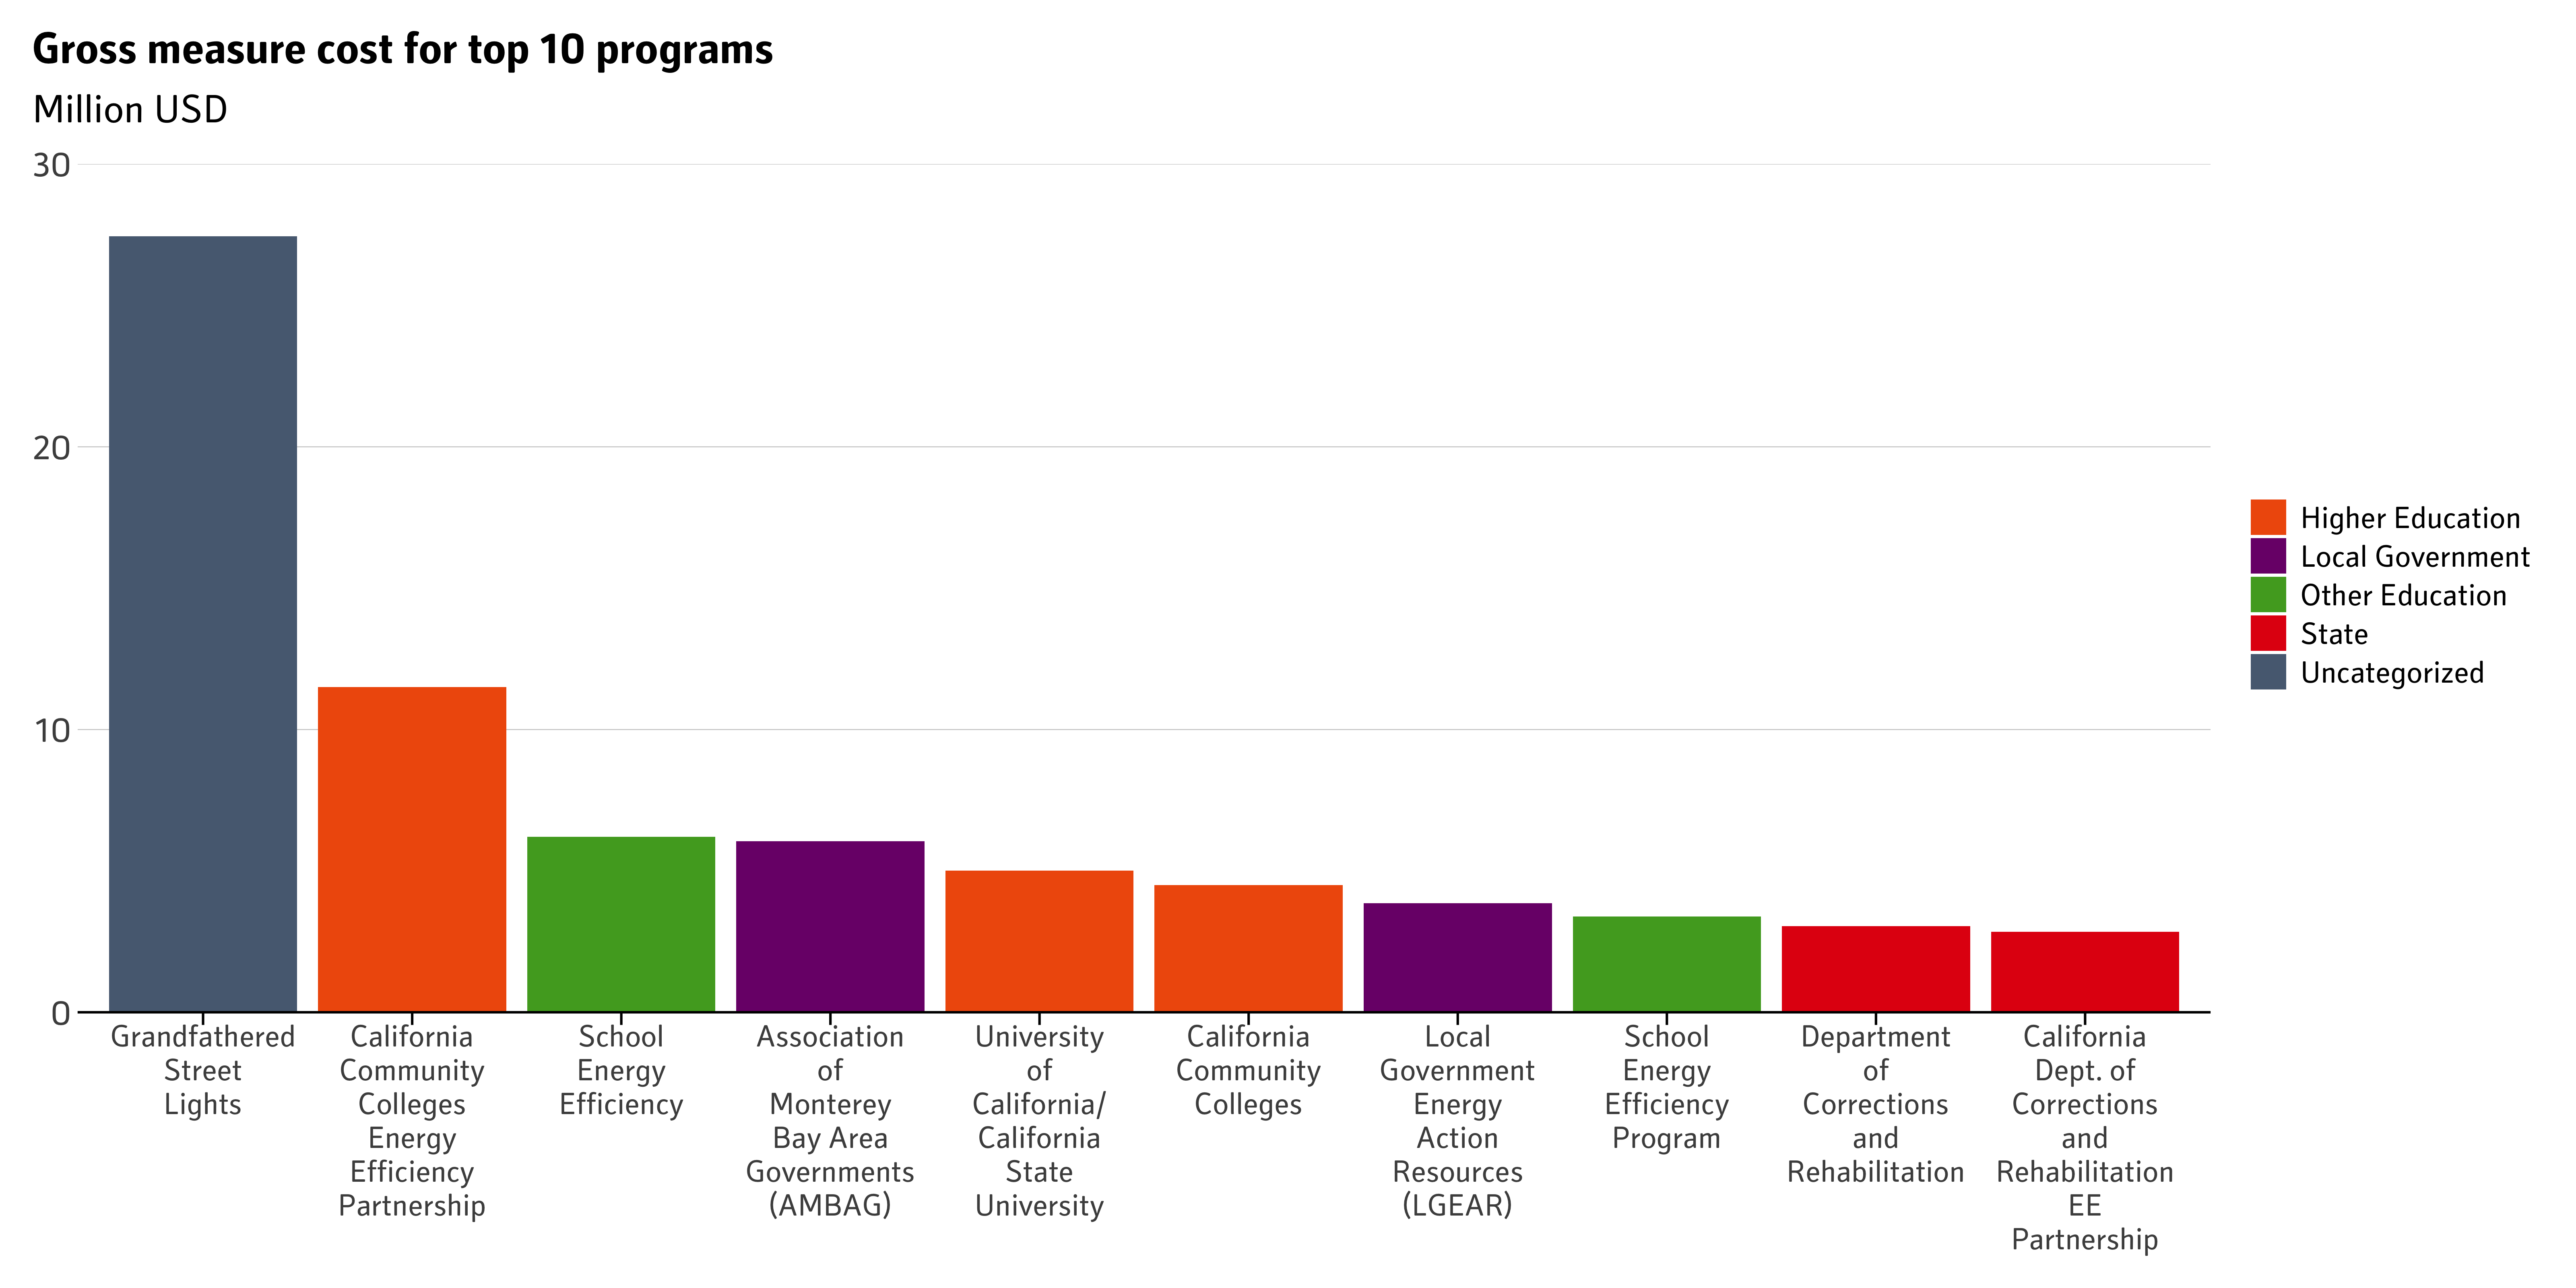 Gross measure cost for top 10 programs
Million USD
30
20
10
0
Grandfathered
Street
Lights
California
Community
Colleges
Energy
Efficiency
Partnership
School
Energy
Efficiency
Association
of
Monterey
Bay Area
Governments
(AMBAG)
University
of
California/
California
State
University
California
Community
Colleges
Local
Government
Energy
Action
Resources
(LGEAR)
School
Energy
Efficiency
Program
Department
of
Corrections
and
Rehabilitation
California
Dept. of
Corrections
and
Rehabilitation
EE
Partnership
Higher Education
Local Government
Other Education
State
Uncategorized